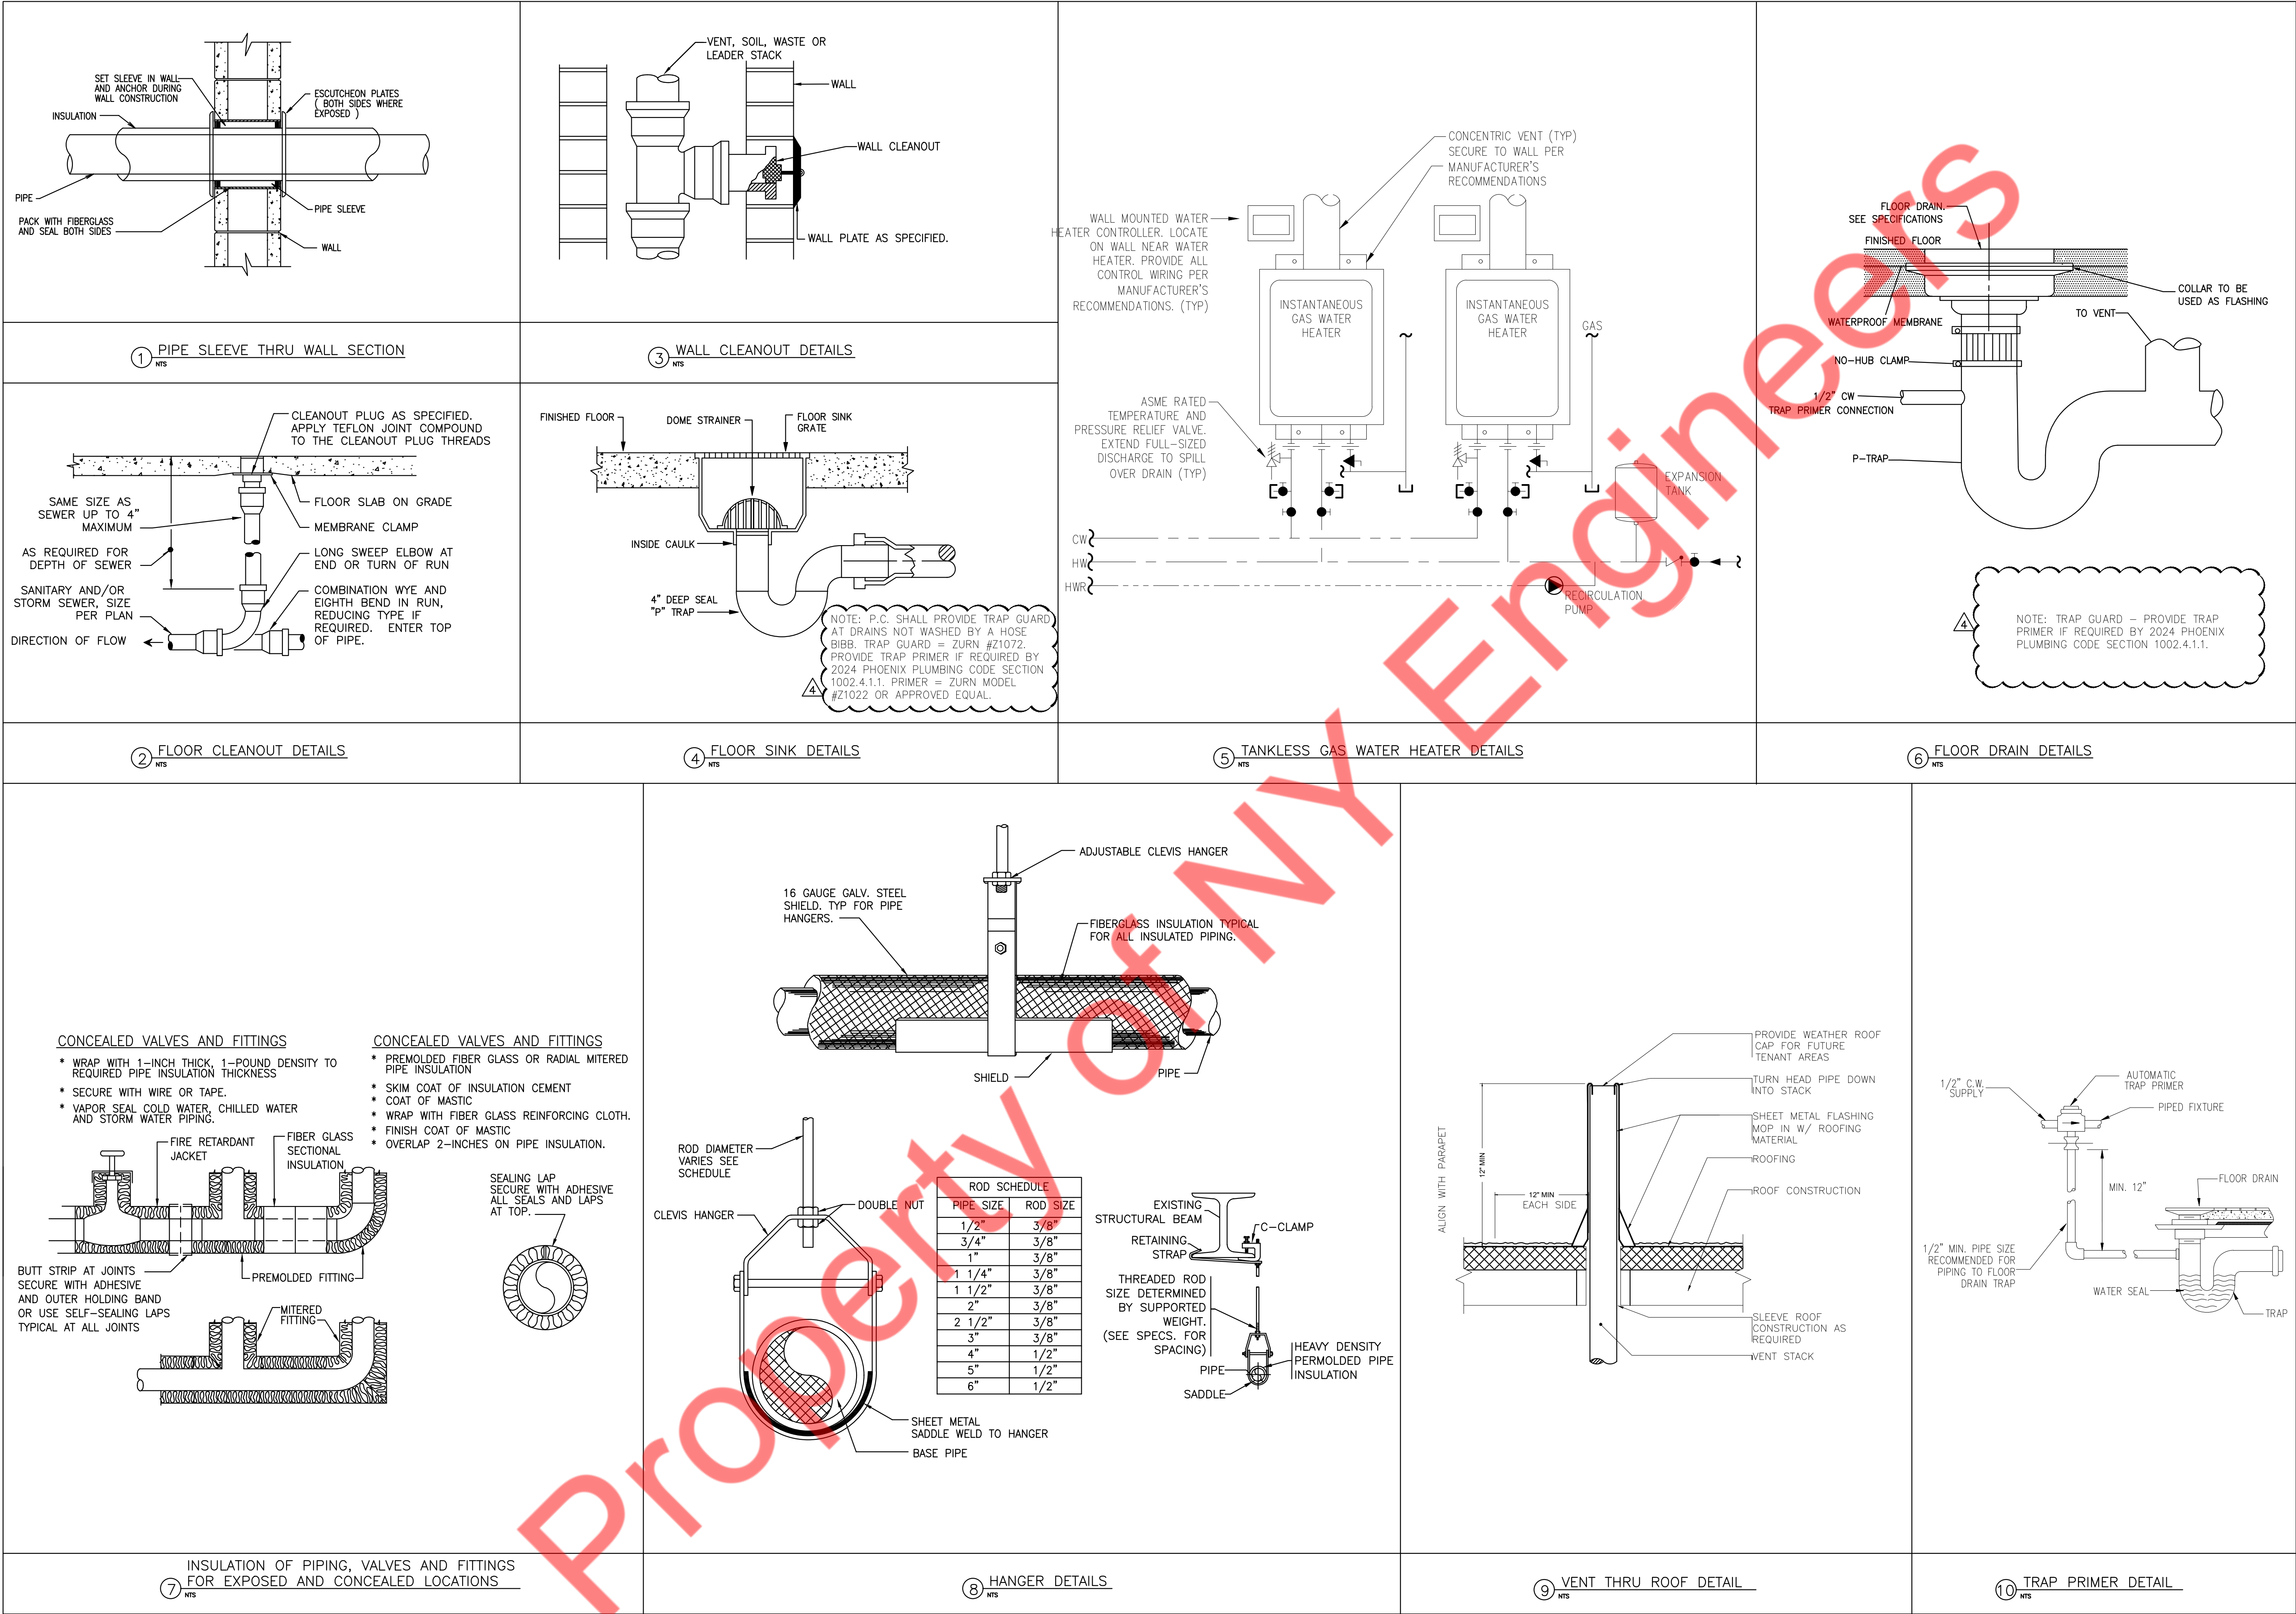 SET SLEEVE IN WALL
AND ANCHOR DURING
WALL CONSTRUCTION
ESCUTCHEON PLATES
( BOTH SIDES WHERE
EXPOSED )
INSULATION
PIPE
PIPE SLEEVE
PACK WITH FIBERGLASS
AND SEAL BOTH SIDES
WALL
1 PIPE SLEEVE THRU WALL SECTION
NTS
VENT, SOIL, WASTE OR
LEADER STACK
WALL
WALL CLEANOUT
WALL PLATE AS SPECIFIED.
3 WALL CLEANOUT DETAILS
NTS
CLEANOUT PLUG AS SPECIFIED.
APPLY TEFLON JOINT COMPOUND
TO THE CLEANOUT PLUG THREADS
SAME SIZE AS
SEWER UP TO 4"
MAXIMUM
FLOOR SLAB ON GRADE
MEMBRANE CLAMP
AS REQUIRED FOR
DEPTH OF SEWER
LONG SWEEP ELBOW AT
END OR TURN OF RUN
SANITARY AND/OR
STORM SEWER, SIZE
PER PLAN
COMBINATION WYE AND
EIGHTH BEND IN RUN,
REDUCING TYPE IF
REQUIRED. ENTER TOP
OF PIPE.
DIRECTION OF FLOW
2 FLOOR CLEANOUT DETAILS
NTS
FINISHED FLOOR
DOME STRAINER
FLOOR SINK
GRATE
INSIDE CAULK
4" DEEP SEAL
"P" TRAP
NOTE: P.C. SHALL PROVIDE TRAP GUARD
AT DRAINS NOT WASHED BY A HOSE
BIBB. TRAP GUARD = ZURN #Z1072.
PROVIDE TRAP PRIMER IF REQUIRED BY
2024 PHOENIX PLUMBING CODE SECTION
1002.4.1.1. PRIMER = ZURN MODEL
#Z1022 OR APPROVED EQUAL.
4
4 FLOOR SINK DETAILS
NTS
CONCENTRIC VENT (TYP)
SECURE TO WALL PER
MANUFACTURER'S
RECOMMENDATIONS
WALL MOUNTED WATER
HEATER CONTROLLER. LOCATE
ON WALL NEAR WATER
HEATER. PROVIDE ALL
CONTROL WIRING PER
MANUFACTURER'S
RECOMMENDATIONS. (TYP)
INSTANTANEOUS
GAS WATER
HEATER
INSTANTANEOUS
GAS WATER
HEATER
GAS
ASME RATED
TEMPERATURE AND
PRESSURE RELIEF VALVE.
EXTEND FULL-SIZED
DISCHARGE TO SPILL
OVER DRAIN (TYP)
EXPANSION
TANK
CW
HW
HWR
RECIRCULATION
PUMP
5 TANKLESS GAS WATER HEATER DETAILS
NTS
FLOOR DRAIN.
SEE SPECIFICATIONS
FINISHED FLOOR
COLLAR TO BE
USED AS FLASHING
WATERPROOF MEMBRANE
TO VENT
NO-HUB CLAMP
1/2" CW
TRAP PRIMER CONNECTION
P-TRAP
NOTE: TRAP GUARD - PROVIDE TRAP
PRIMER IF REQUIRED BY 2024 PHOENIX
PLUMBING CODE SECTION 1002.4.1.1.
4
6 FLOOR DRAIN DETAILS
NTS
CONCEALED VALVES AND FITTINGS
* WRAP WITH 1-INCH THICK, 1-POUND DENSITY TO
REQUIRED PIPE INSULATION THICKNESS
* SECURE WITH WIRE OR TAPE.
* VAPOR SEAL COLD WATER, CHILLED WATER
AND STORM WATER PIPING.
CONCEALED VALVES AND FITTINGS
* PREMOLDED FIBER GLASS OR RADIAL MITERED
PIPE INSULATION
* SKIM COAT OF INSULATION CEMENT
* COAT OF MASTIC
* WRAP WITH FIBER GLASS REINFORCING CLOTH.
* FINISH COAT OF MASTIC
* OVERLAP 2-INCHES ON PIPE INSULATION.
FIRE RETARDANT
JACKET
FIBER GLASS
SECTIONAL
INSULATION
SEALING LAP
SECURE WITH ADHESIVE
ALL SEALS AND LAPS
AT TOP.
BUTT STRIP AT JOINTS
SECURE WITH ADHESIVE
AND OUTER HOLDING BAND
OR USE SELF-SEALING LAPS
TYPICAL AT ALL JOINTS
PREMOLDED FITTING
MITERED
FITTING
7 INSULATION OF PIPING, VALVES AND FITTINGS
FOR EXPOSED AND CONCEALED LOCATIONS
NTS
ADJUSTABLE CLEVIS HANGER
16 GAUGE GALV. STEEL
SHIELD. TYP FOR PIPE
HANGERS.
FIBERGLASS INSULATION TYPICAL
FOR ALL INSULATED PIPING.
SHIELD
PIPE
ROD DIAMETER
VARIES SEE
SCHEDULE
DOUBLE NUT
CLEVIS HANGER
ROD SCHEDULE
PIPE SIZE ROD SIZE
1/2" 3/8"
3/4" 3/8"
1" 3/8"
1 1/4" 3/8"
1 1/2" 3/8"
2" 3/8"
2 1/2" 3/8"
3" 3/8"
4" 1/2"
5" 1/2"
6" 1/2"
SHEET METAL
SADDLE WELD TO HANGER
BASE PIPE
EXISTING
STRUCTURAL BEAM
C-CLAMP
RETAINING
STRAP
THREADED ROD
SIZE DETERMINED
BY SUPPORTED
WEIGHT.
(SEE SPECS. FOR
SPACING)
HEAVY DENSITY
PERMOLDED PIPE
INSULATION
PIPE
SADDLE
8 HANGER DETAILS
NTS
PROVIDE WEATHER ROOF
CAP FOR FUTURE
TENANT AREAS
TURN HEAD PIPE DOWN
INTO STACK
SHEET METAL FLASHING
MOP IN W/ ROOFING
MATERIAL
ALIGN WITH PARAPET
12" MIN
12" MIN
EACH SIDE
ROOFING
ROOF CONSTRUCTION
SLEEVE ROOF
CONSTRUCTION AS
REQUIRED
VENT STACK
9 VENT THRU ROOF DETAIL
NTS
AUTOMATIC
TRAP PRIMER
1/2" C.W.
SUPPLY
PIPED FIXTURE
MIN. 12"
FLOOR DRAIN
1/2" MIN. PIPE SIZE
RECOMMENDED FOR
PIPING TO FLOOR
DRAIN TRAP
WATER SEAL
TRAP
10 TRAP PRIMER DETAIL
NTS
Property of NY Engineers